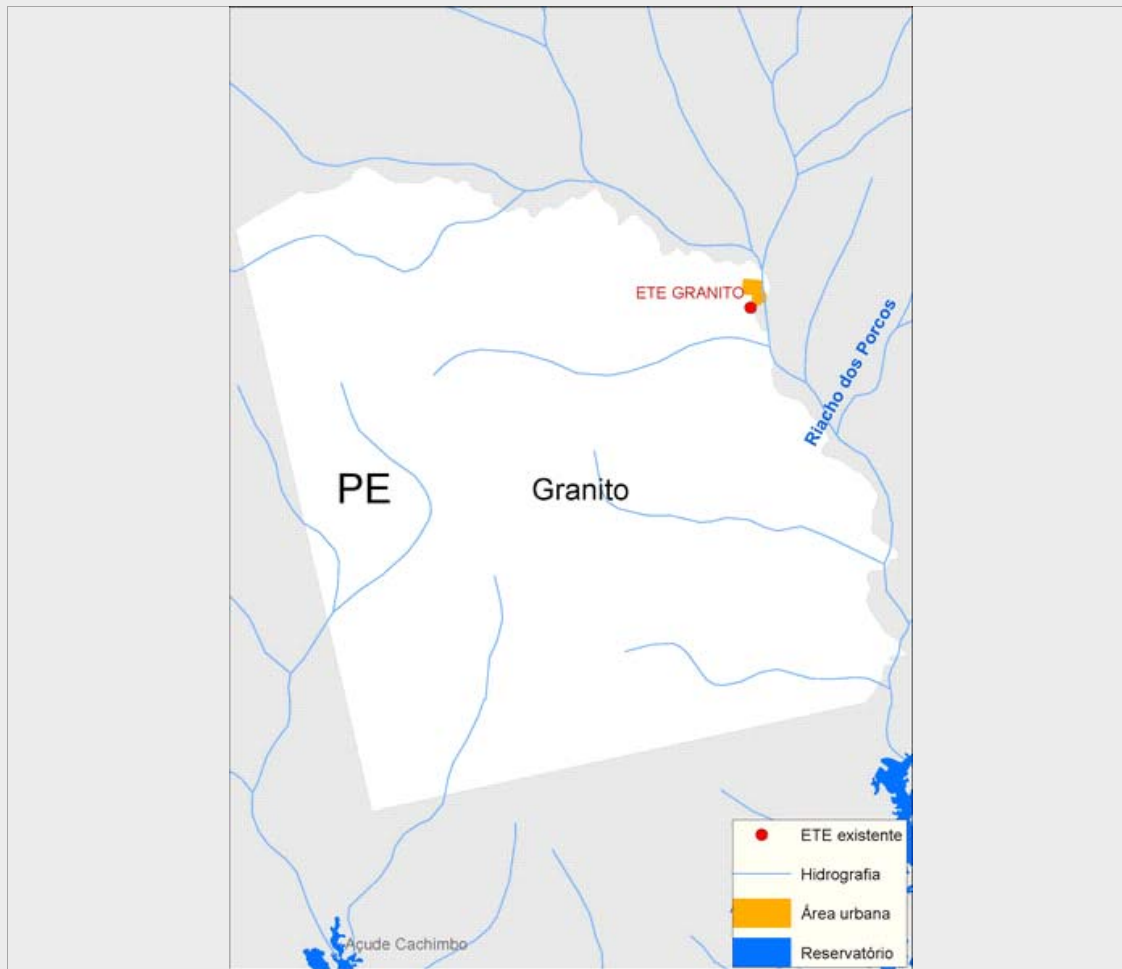 ETE GRANITO
Riacho dos Porcos
PE
Granito
ETE existente
Hidrografia
Área urbana
Reservatório
Açude Cachimbo